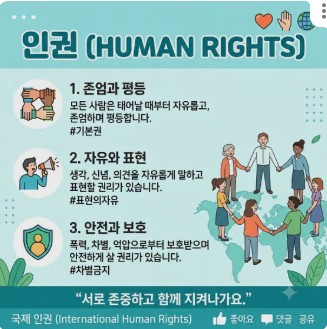 인권 (HUMAN RIGHTS)
1. 존엄과 평등
모든 사람은 태어날 때부터 자유롭고,
존엄하며 평등합니다.
#기본권
2. 자유와 표현
생각, 신념, 의견을 자유롭게 말하고
표현할 권리가 있습니다.
#표현의자유
3. 안전과 보호
폭력, 차별, 억압으로부터 보호받으며
안전하게 살 권리가 있습니다.
#차별금지
“서로 존중하고 함께 지켜나가요.”
국제 인권 (International Human Rights) 좋아요 댓글 공유